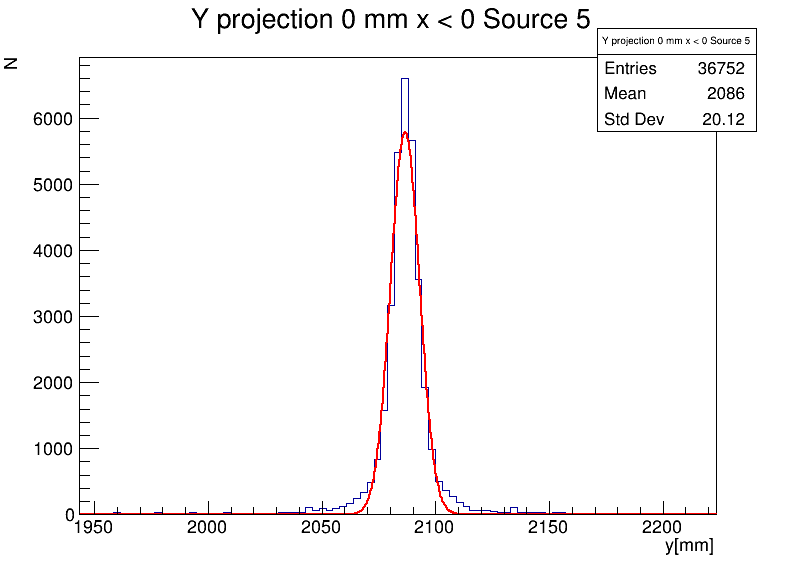 Y projection 0 mm x < 0 Source 5
Y projection 0 mm x < 0 Source 5
Entries 36752
Mean 2086
Std Dev 20.12
N
6000
5000
4000
3000
2000
1000
0
1950 2000 2050 2100 2150 2200
y[mm]